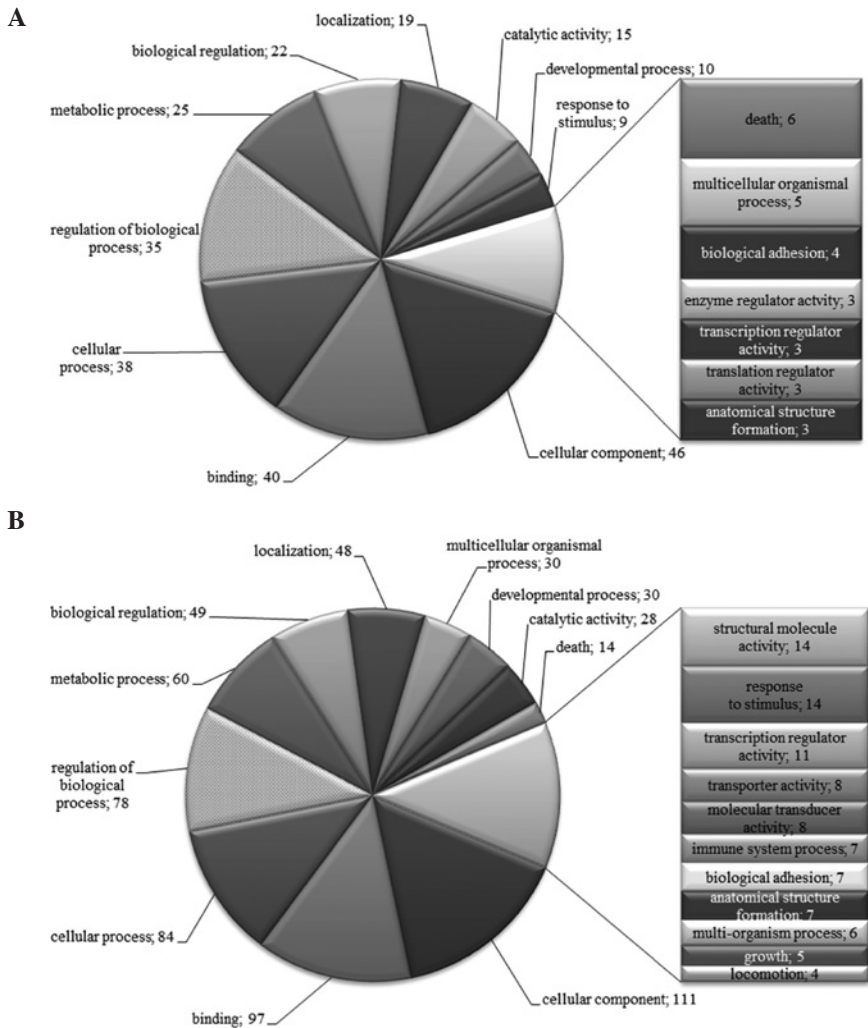 A
localization; 19
catalytic activity; 15
biological regulation; 22
developmental process; 10
metabolic process; 25
response to
stimulus; 9
regulation of biological
process; 35
cellular
process; 38
binding; 40
cellular component; 46
death; 6
multicellular organismal
process; 5
biological adhesion; 4
enzyme regulator actvity; 3
transcription regulator
activity; 3
translation regulator
activity; 3
anatomical structure
formation; 3
B
localization; 48
multicellular organismal
process; 30
biological regulation; 49
developmental process; 30
catalytic activity; 28
death; 14
metabolic process; 60
regulation of
biological
process; 78
cellular process; 84
binding; 97
cellular component; 111
structural molecule
activity; 14
response
to stimulus; 14
transcription regulator
activity; 11
transporter activity; 8
molecular transducer
activity; 8
immune system process; 7
biological adhesion; 7
anatomical structure
formation; 7
multi-organism process; 6
growth; 5
locomotion; 4